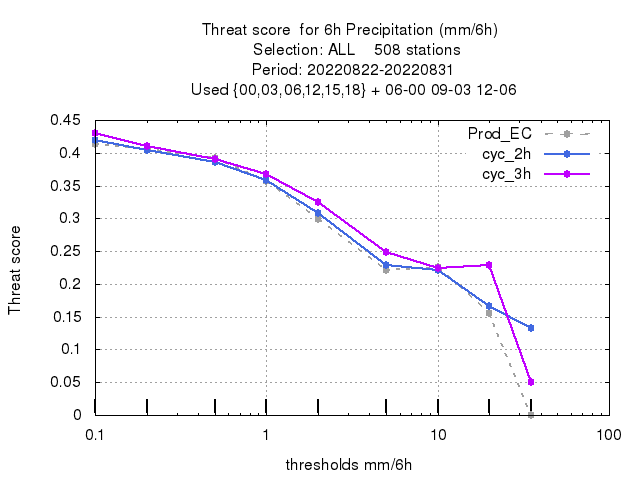 Threat score  for 6h Precipitation (mm/6h)
Selection: ALL    508 stations
Period: 20220822-20220831
Used {00,03,06,12,15,18} + 06-00 09-03 12-06
Prod_EC
cyc_2h
cyc_3h
0.45
0.4
0.35
0.3
0.25
0.2
0.15
0.1
0.05
0
Threat score
0.1 1 10 100
thresholds mm/6h